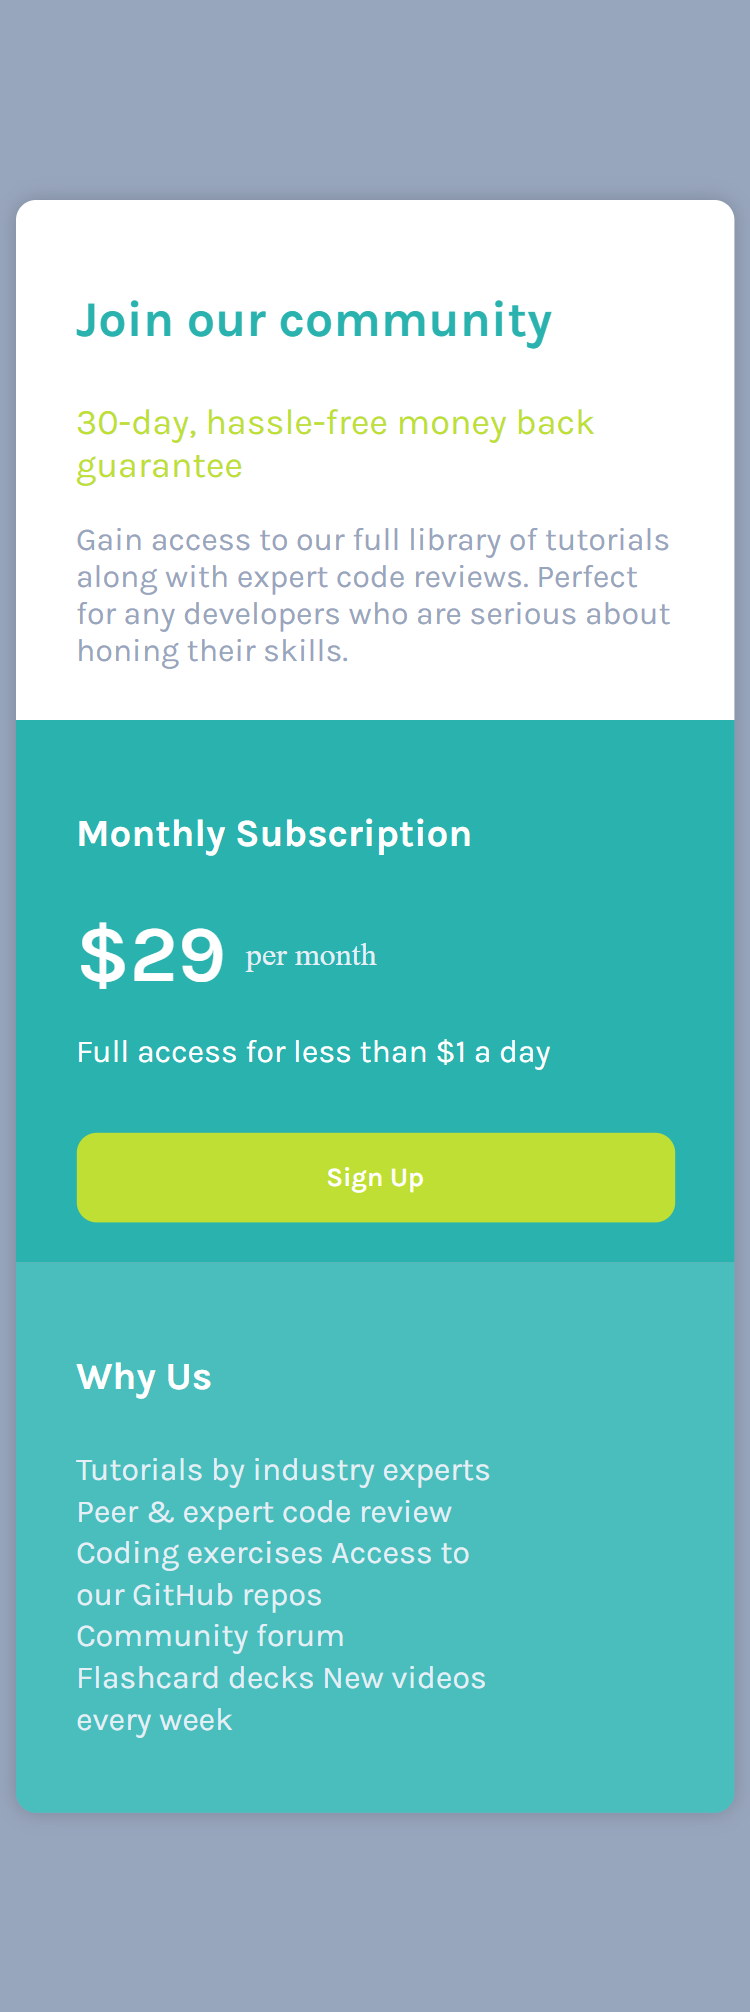 Join our community
30-day, hassle-free money back
guarantee
Gain access to our full library of tutorials
along with expert code reviews. Perfect
for any developers who are serious about
honing their skills.
Monthly Subscription
$29 per month
Full access for less than $1 a day
Sign Up
Why Us
Tutorials by industry experts
Peer & expert code review
Coding exercises Access to
our GitHub repos
Community forum
Flashcard decks New videos
every week